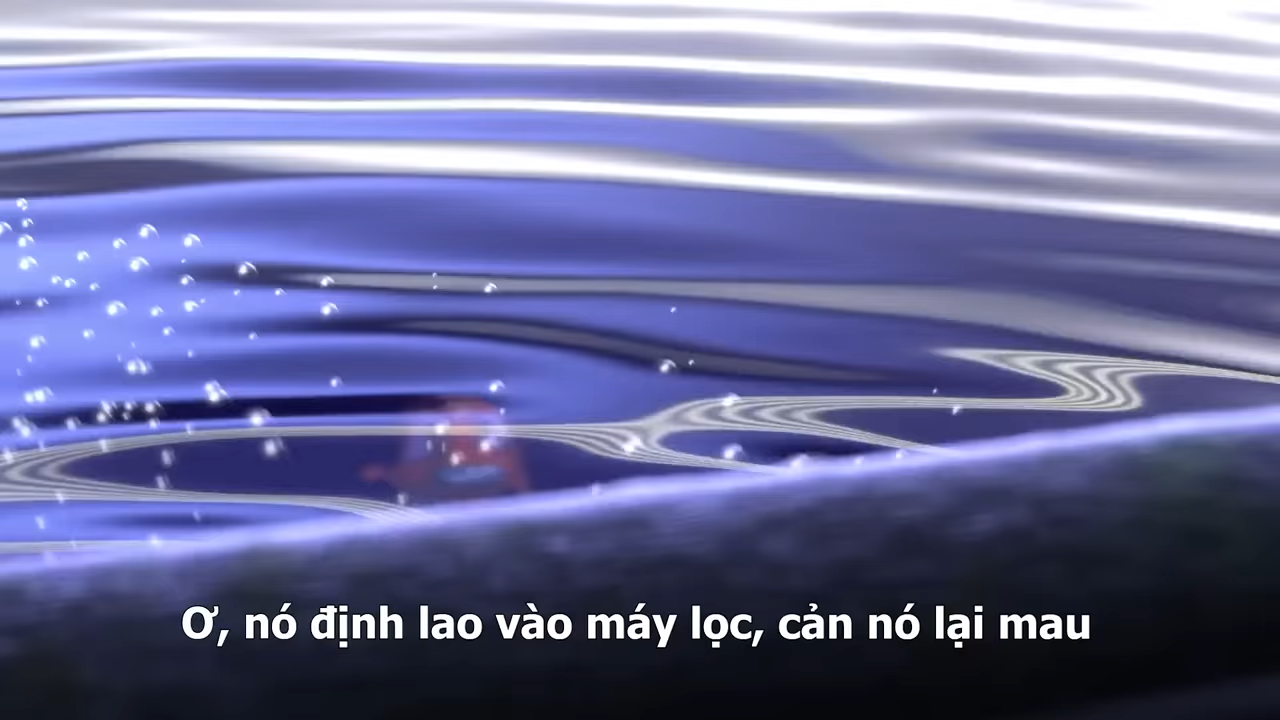 Ơ, nó định lao vào máy lọc, cản nó lại mau